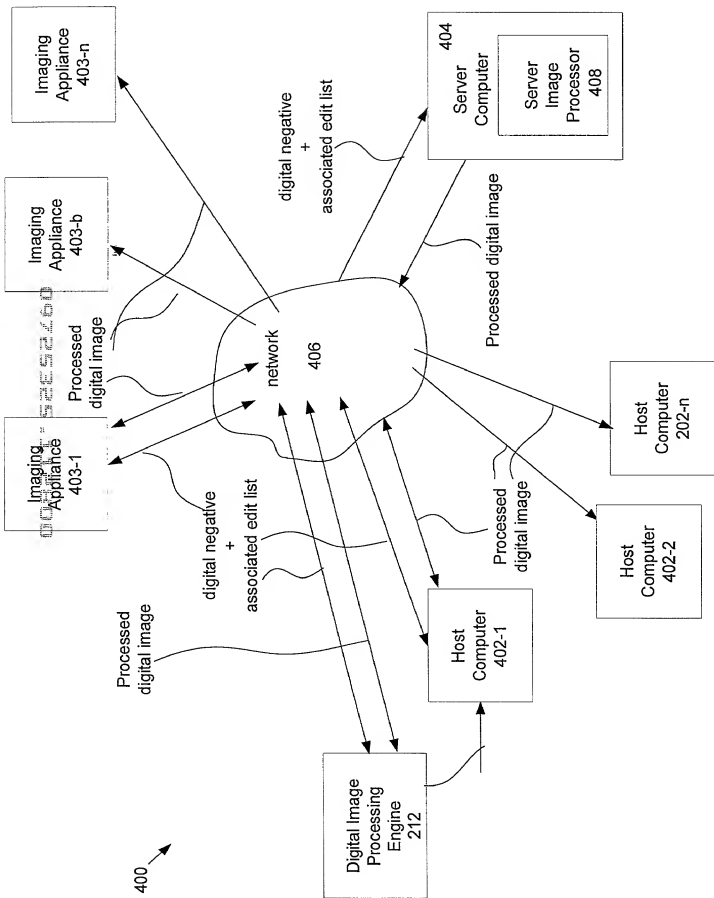 400
Digital Image
Processing
Engine
212
Processed
digital image
digital negative
+
associated edit list
Imaging
Appliance
403-1
Processed
digital image
Imaging
Appliance
403-b
Imaging
Appliance
403-n
network
406
Host
Computer
402-1
Processed
digital image
Host
Computer
402-2
Host
Computer
202-n
digital negative
+
associated edit list
Processed digital image
404
Server
Computer
Server
Image
Processor
408